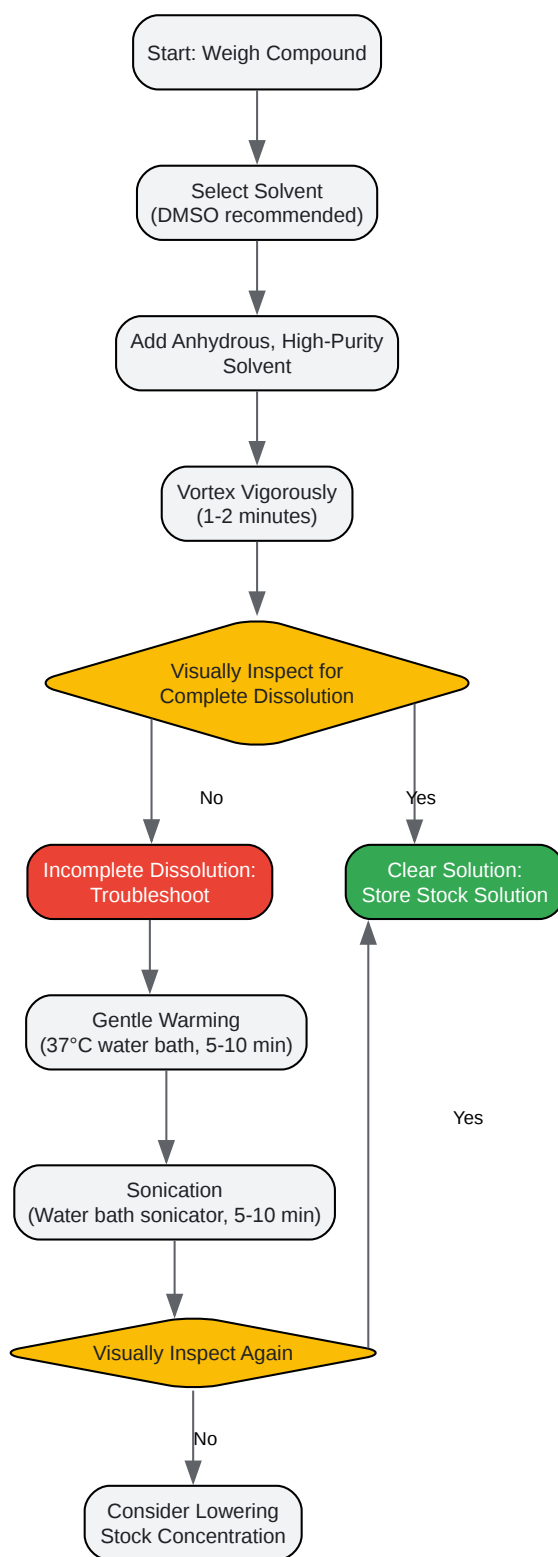 Start: Weigh Compound
Select Solvent
(DMSO recommended)
Add Anhydrous, High-Purity
Solvent
Vortex Vigorously
(1-2 minutes)
Visually Inspect for
Complete Dissolution
No
Yes
Incomplete Dissolution:
Troubleshoot
Clear Solution:
Store Stock Solution
Gentle Warming
(37°C water bath, 5-10 min)
Yes
Sonication
(Water bath sonicator, 5-10 min)
Visually Inspect Again
No
Consider Lowering
Stock Concentration